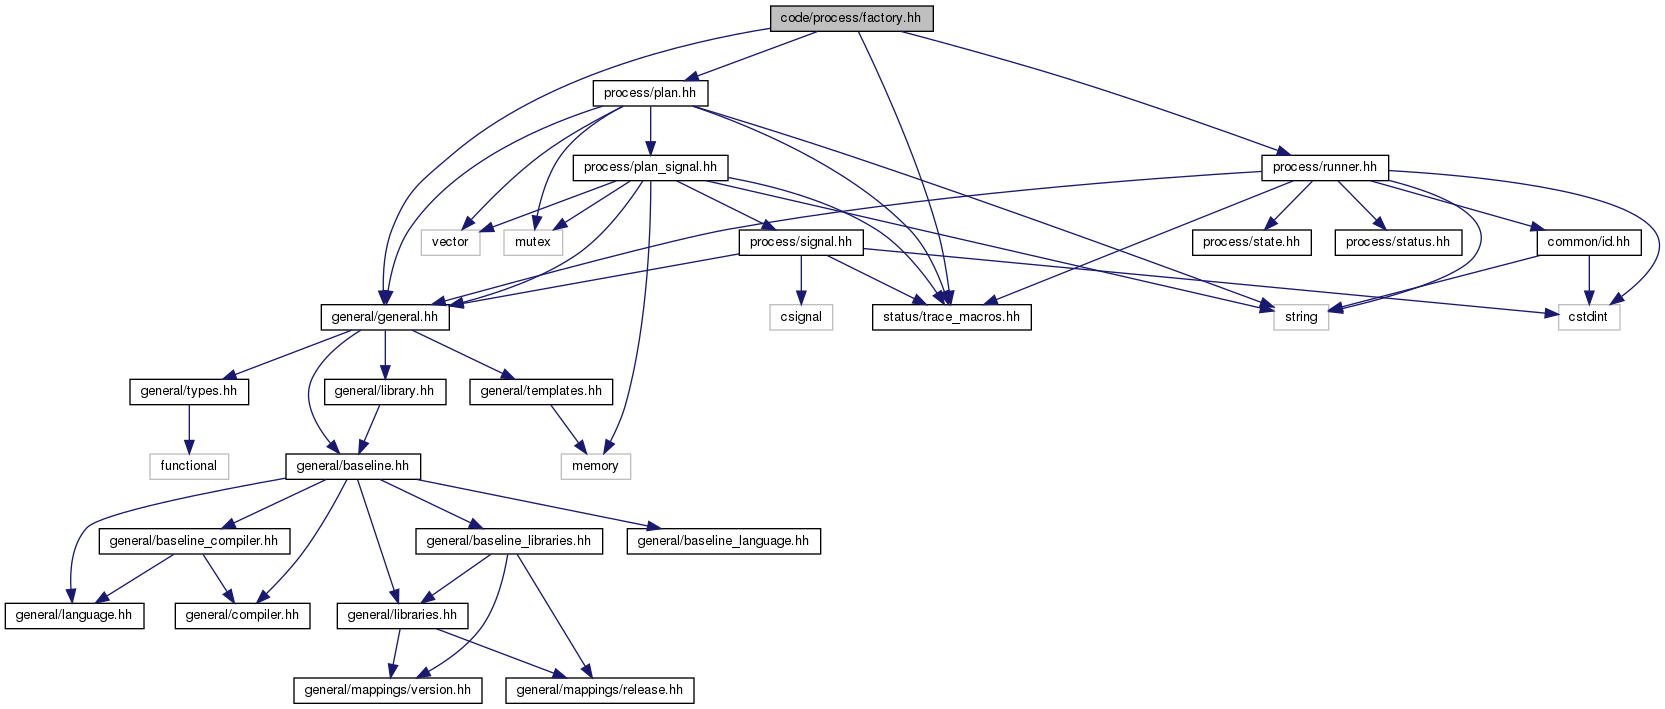 code/process/factory.hh
process/plan.hh
process/plan_signal.hh
process/runner.hh
vector
mutex
process/signal.hh
process/state.hh
process/status.hh
common/id.hh
general/general.hh
csignal
status/trace_macros.hh
string
cstdint
general/types.hh
general/library.hh
general/templates.hh
functional
general/baseline.hh
memory
general/baseline_compiler.hh
general/baseline_libraries.hh
general/baseline_language.hh
general/language.hh
general/compiler.hh
general/libraries.hh
general/mappings/version.hh
general/mappings/release.hh